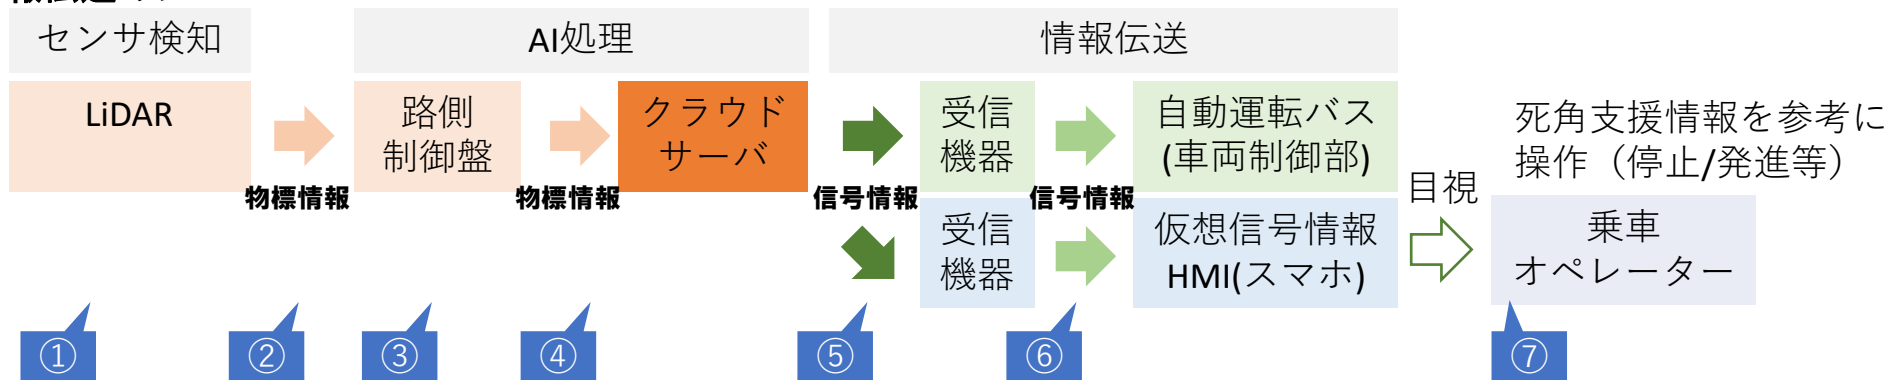 センサ検知
AI処理
情報伝送
LiDAR
物標情報
路側
制御盤
物標情報
クラウド
サーバ
信号情報
受信
機器
信号情報
自動運転バス
(車両制御部)
受信
機器
仮想信号情報
HMI(スマホ)
目視
死角支援情報を参考に
操作（停止/発進等）
乗車
オペレーター
①
②
③
④
⑤
⑥
⑦